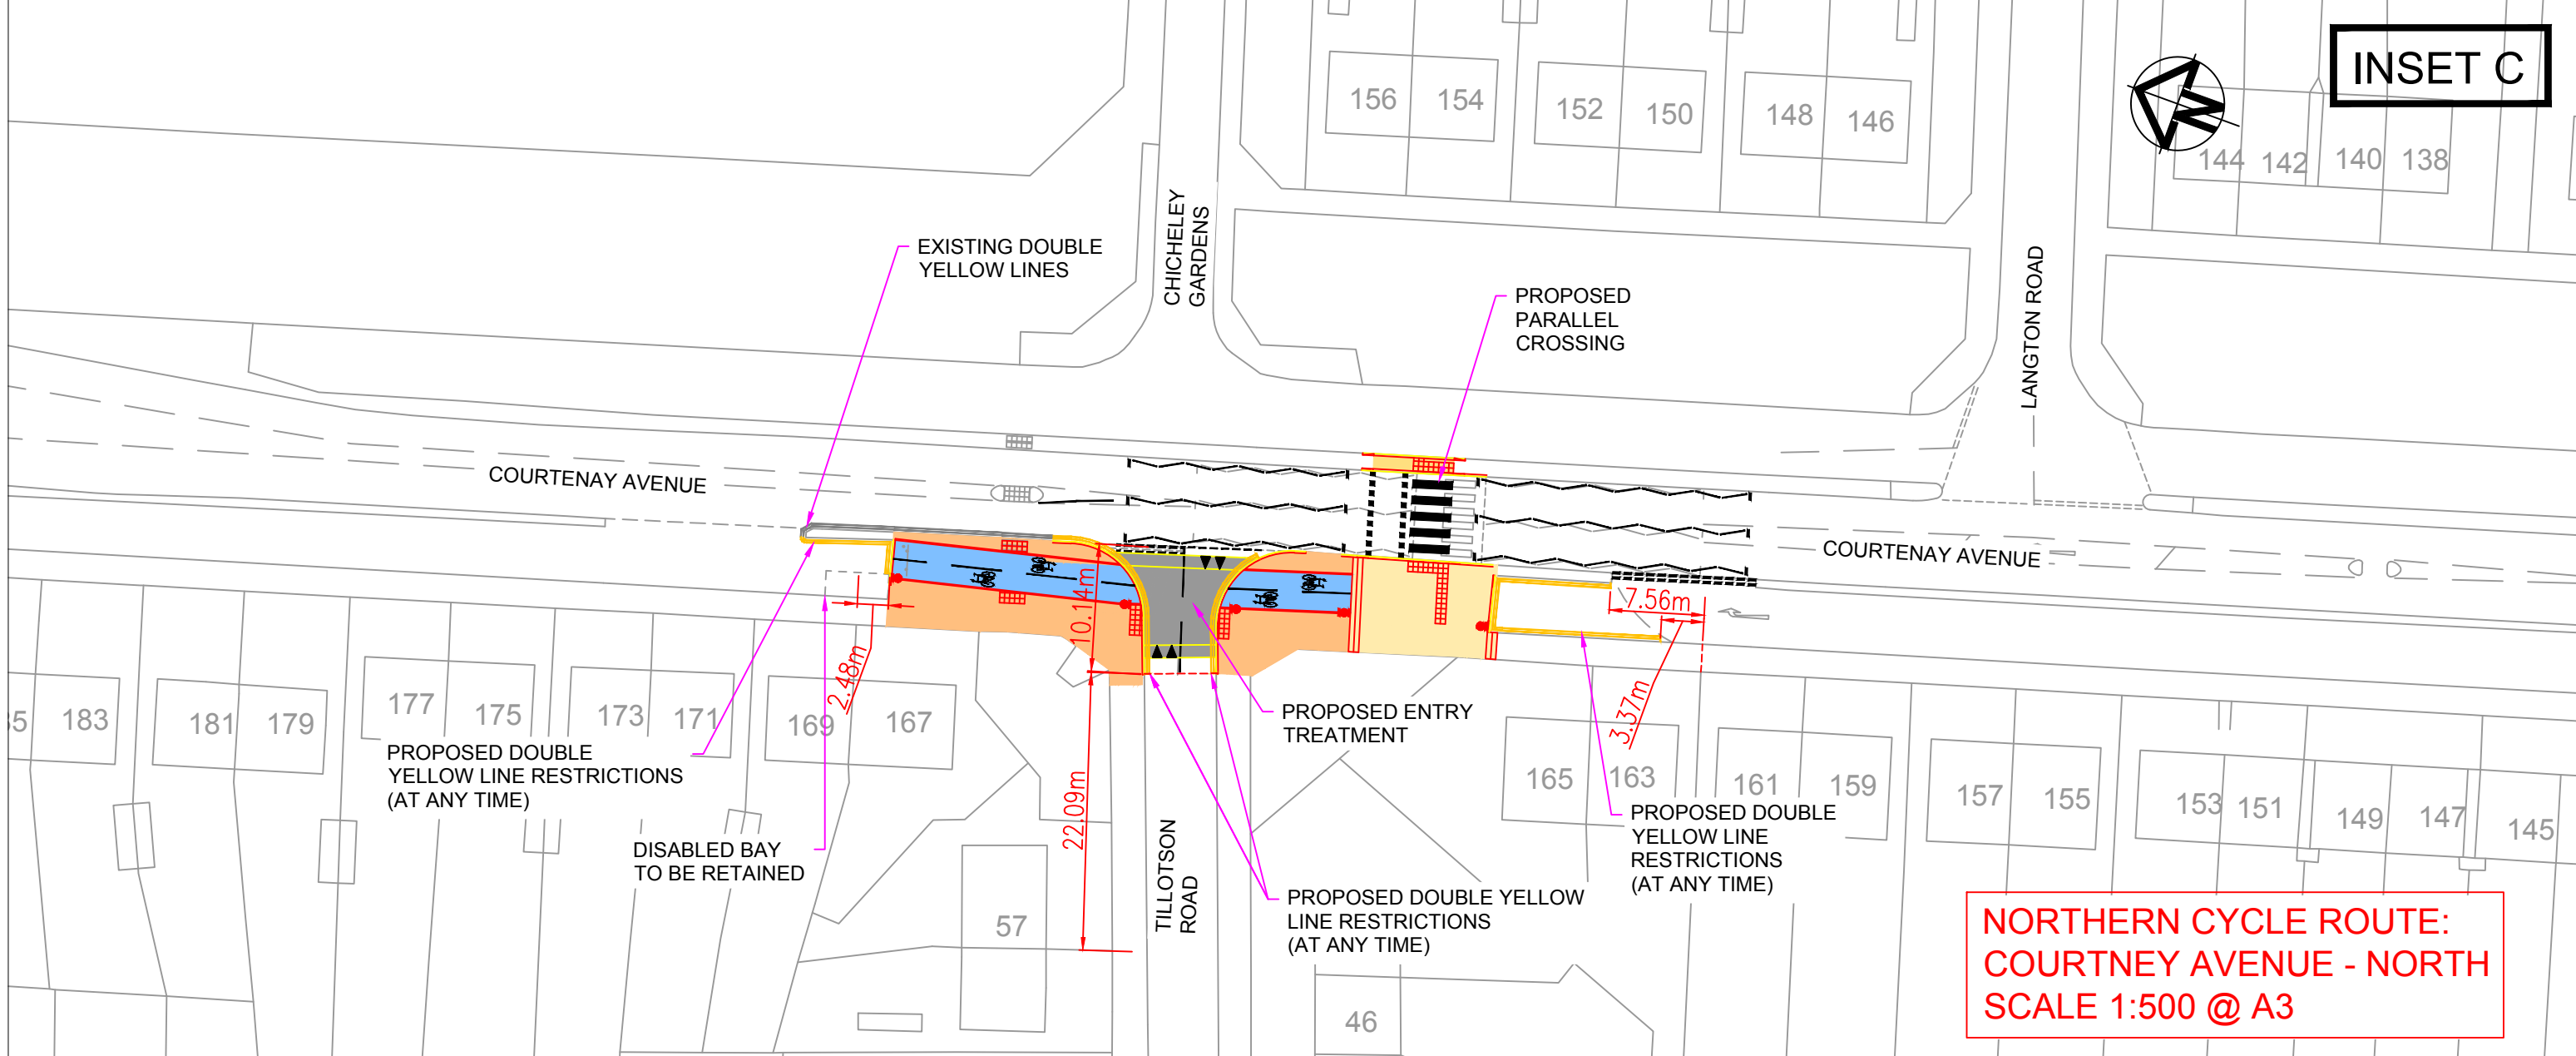 INSET C
N
156 154 152 150 148 146
144 142 140 138
CHICHELEY
GARDENS
LANGTON ROAD
EXISTING DOUBLE
YELLOW LINES
PROPOSED
PARALLEL
CROSSING
COURTENAY AVENUE
COURTENAY AVENUE
10.14m
7.56m
2.48m
3.37m
22.09m
183 181 179 177 175 173 171 169 167
165 163 161 159 157 155 153 151 149 147 145
PROPOSED DOUBLE
YELLOW LINE RESTRICTIONS
(AT ANY TIME)
DISABLED BAY
TO BE RETAINED
PROPOSED ENTRY
TREATMENT
PROPOSED DOUBLE YELLOW
LINE RESTRICTIONS
(AT ANY TIME)
PROPOSED DOUBLE
YELLOW LINE
RESTRICTIONS
(AT ANY TIME)
TILLOTSON
ROAD
57
46
NORTHERN CYCLE ROUTE:
COURTNEY AVENUE - NORTH
SCALE 1:500 @ A3